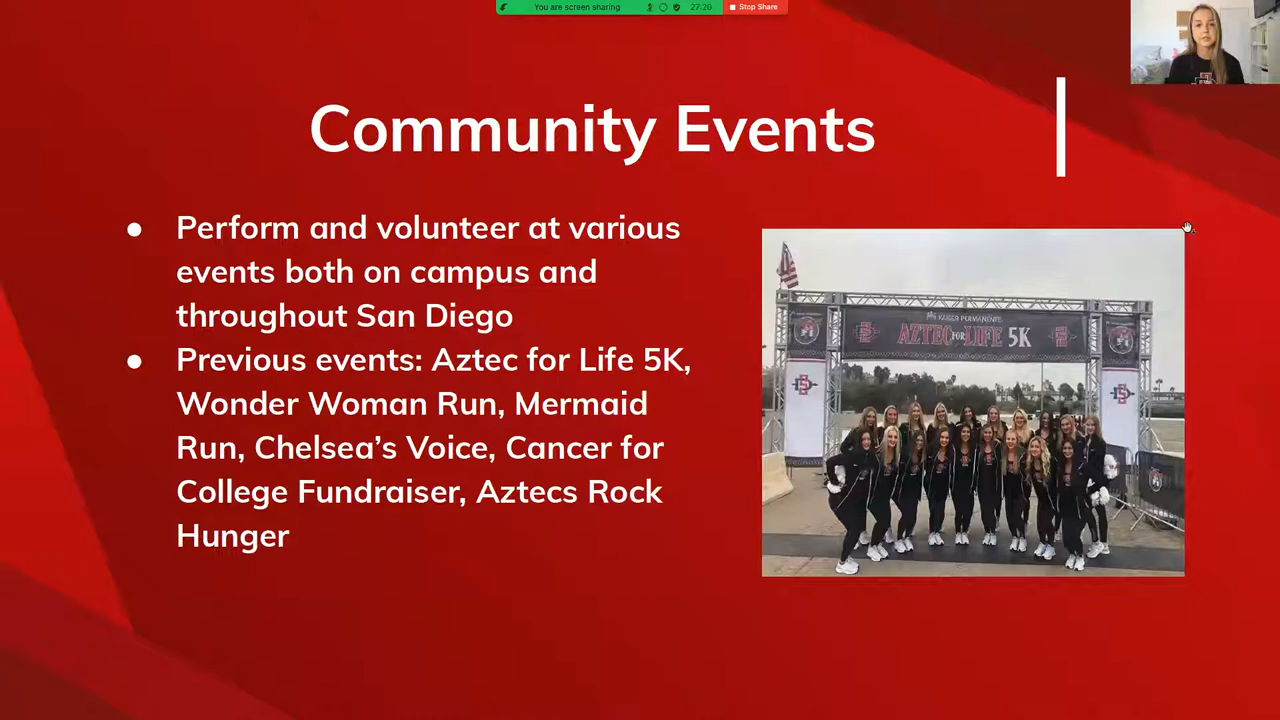 You are screen sharing
27:20
Stop Share
Community Events
● Perform and volunteer at various
events both on campus and
throughout San Diego
● Previous events: Aztec for Life 5K,
Wonder Woman Run, Mermaid
Run, Chelsea’s Voice, Cancer for
College Fundraiser, Aztecs Rock
Hunger
KAISER PERMANENTE
AZTEC FOR LIFE 5K